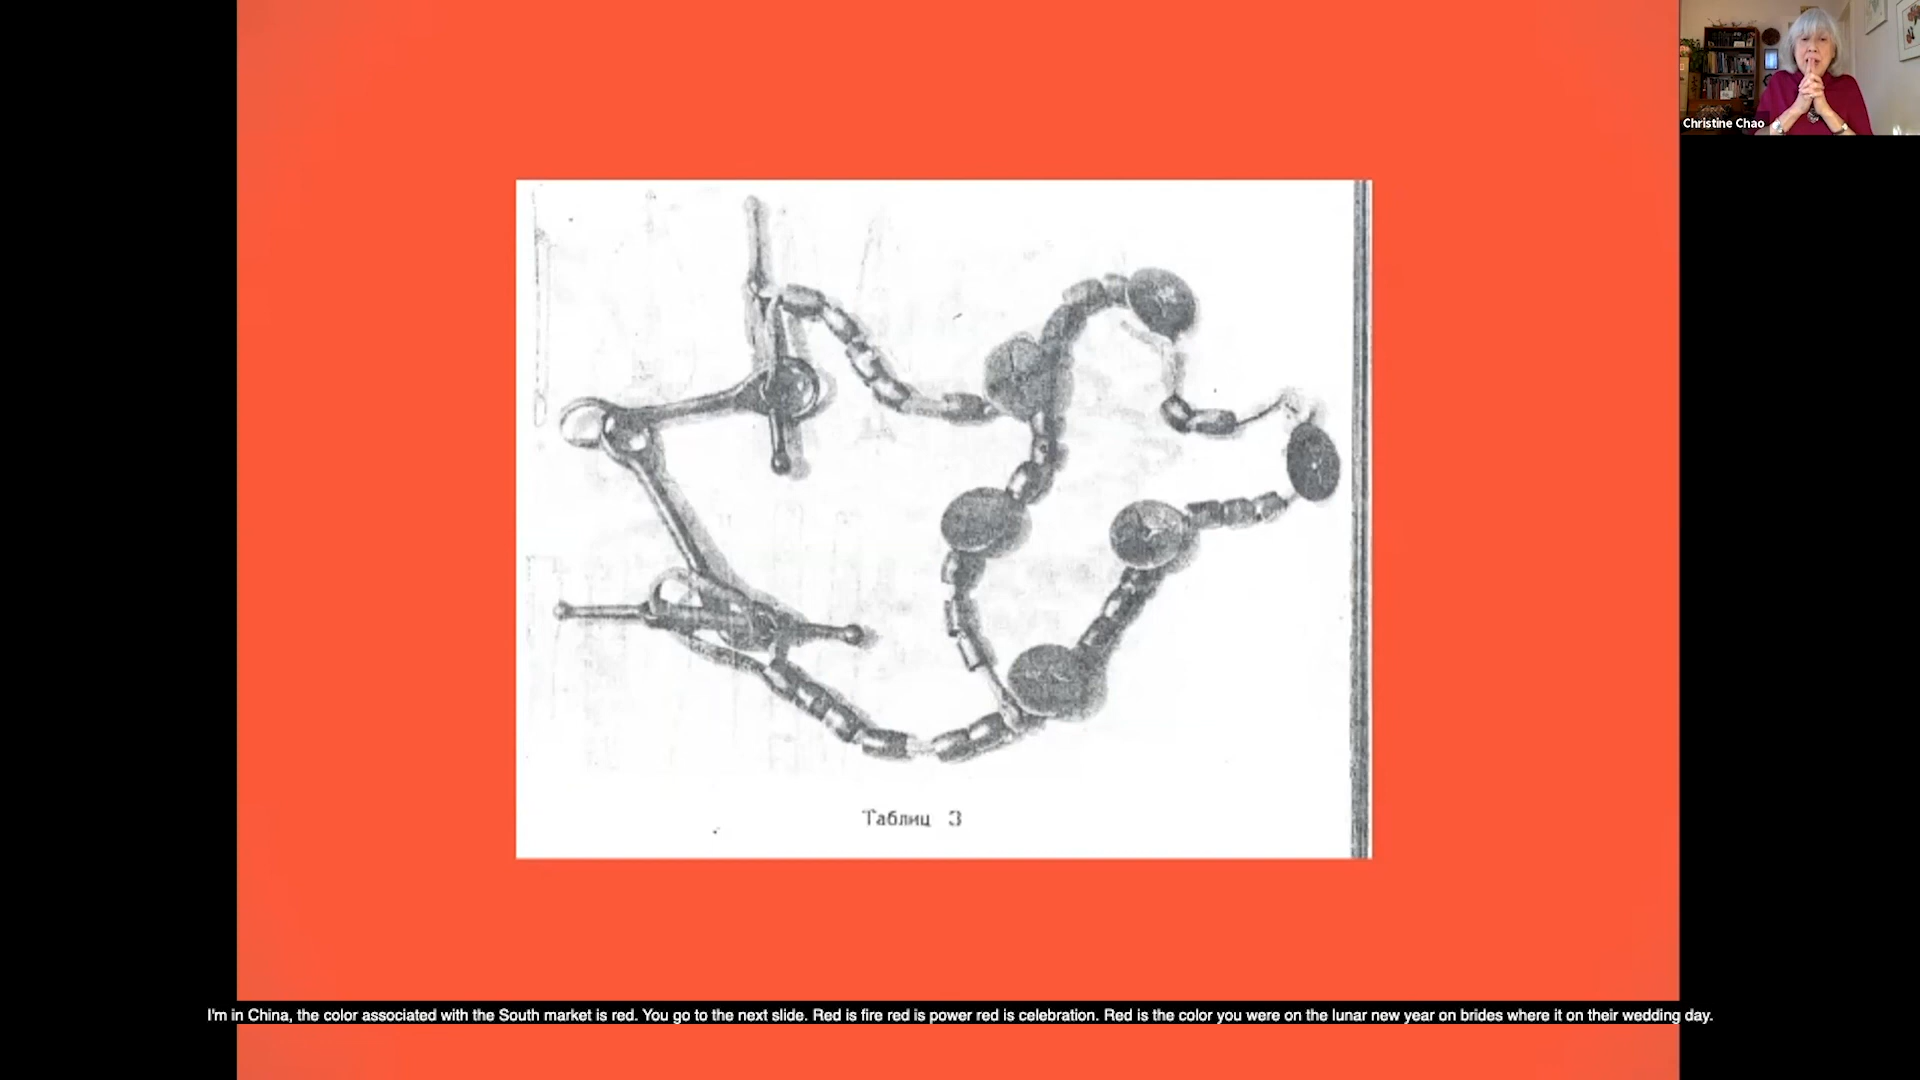 Christine Chao
Таблиц 3
I'm in China, the color associated with the South market is red. You go to the next slide. Red is fire red is power red is celebration. Red is the color you were on the lunar new year on brides where it on their wedding day.